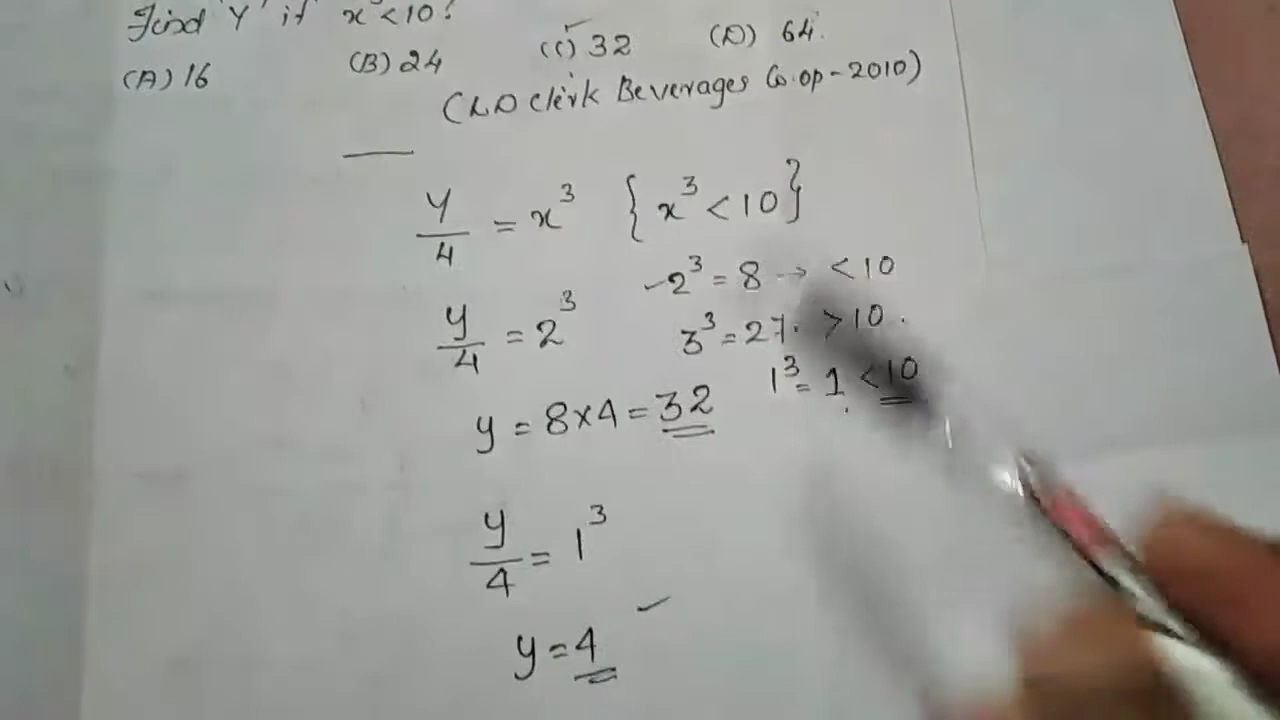 Find 'Y' if x³<10?
(A) 16 (B) 24 (C) 32 (D) 64.
(LD clerk Beverages Co.op-2010)
Y/4 = x³ {x³<10}
2³ = 8 → <10
y/4 = 2³ 3³ = 27. >10.
1³ = 1 <10
y = 8×4 = 32
y/4 = 1³
y = 4